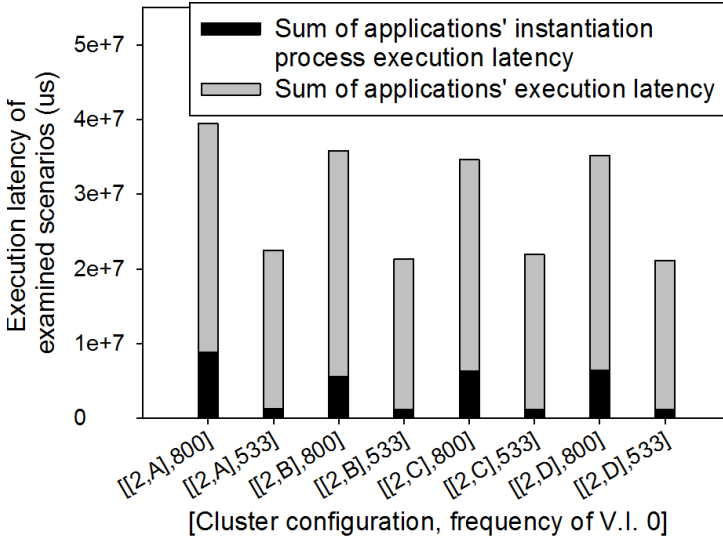 Sum of applications' instantiation
process execution latency
Sum of applications' execution latency
Execution latency of
examined scenarios (us)
5e+7
4e+7
3e+7
2e+7
1e+7
0
[[2,A],800]
[[2,A],533]
[[2,B],800]
[[2,B],533]
[[2,C],800]
[[2,C],533]
[[2,D],800]
[[2,D],533]
[Cluster configuration, frequency of V.I. 0]